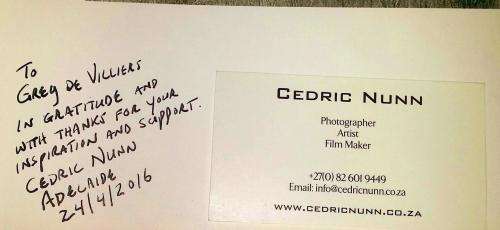 To
Greg de Villiers
in gratitude and
with thanks for your
inspiration and support.
Cedric Nunn
Adelaide
24/4/2016
Cedric Nunn
Photographer
Artist
Film Maker
+27(0) 82 601 9449
Email: info@cedricnunn.co.za
www.cedricnunn.co.za